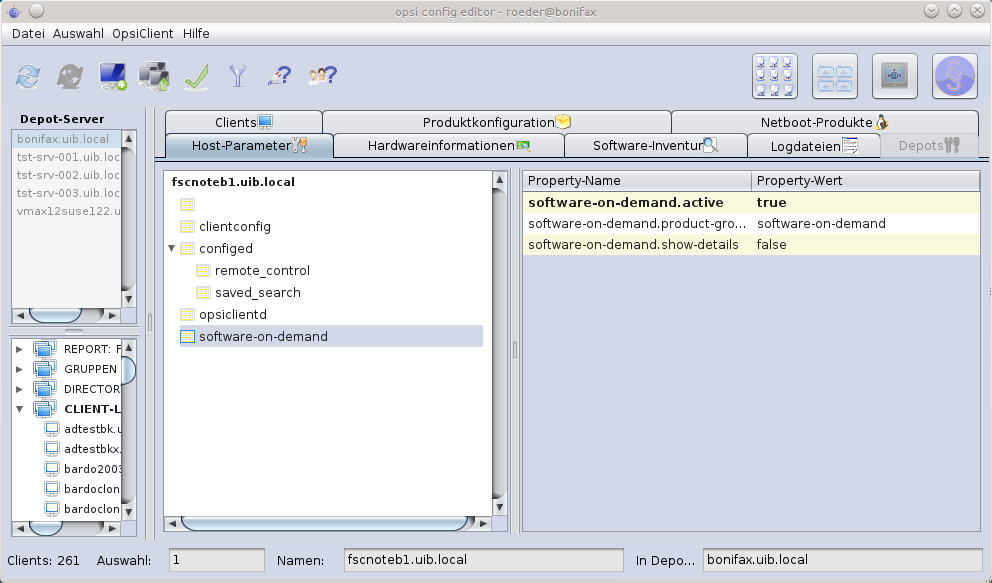 opsi config editor - roeder@bonifax
Datei Auswahl OpsiClient Hilfe
Depot-Server
bonifax.uib.local
tst-srv-001.uib.loc
tst-srv-002.uib.loc
tst-srv-003.uib.loc
vmax12suse122.u
REPORT: F
GRUPPEN
DIRECTOR
CLIENT-L
adtestbk.u
adtestbkx.
bardo2003
bardoclon
bardoclon
Clients Produktkonfiguration Netboot-Produkte
Host-Parameter Hardwareinformationen Software-Inventur Logdateien Depots
fscnoteb1.uib.local
clientconfig
configed
remote_control
saved_search
opsiclientd
software-on-demand
Property-Name Property-Wert
software-on-demand.active true
software-on-demand.product-gro... software-on-demand
software-on-demand.show-details false
Clients: 261 Auswahl: 1 Namen: fscnoteb1.uib.local In Depo... bonifax.uib.local